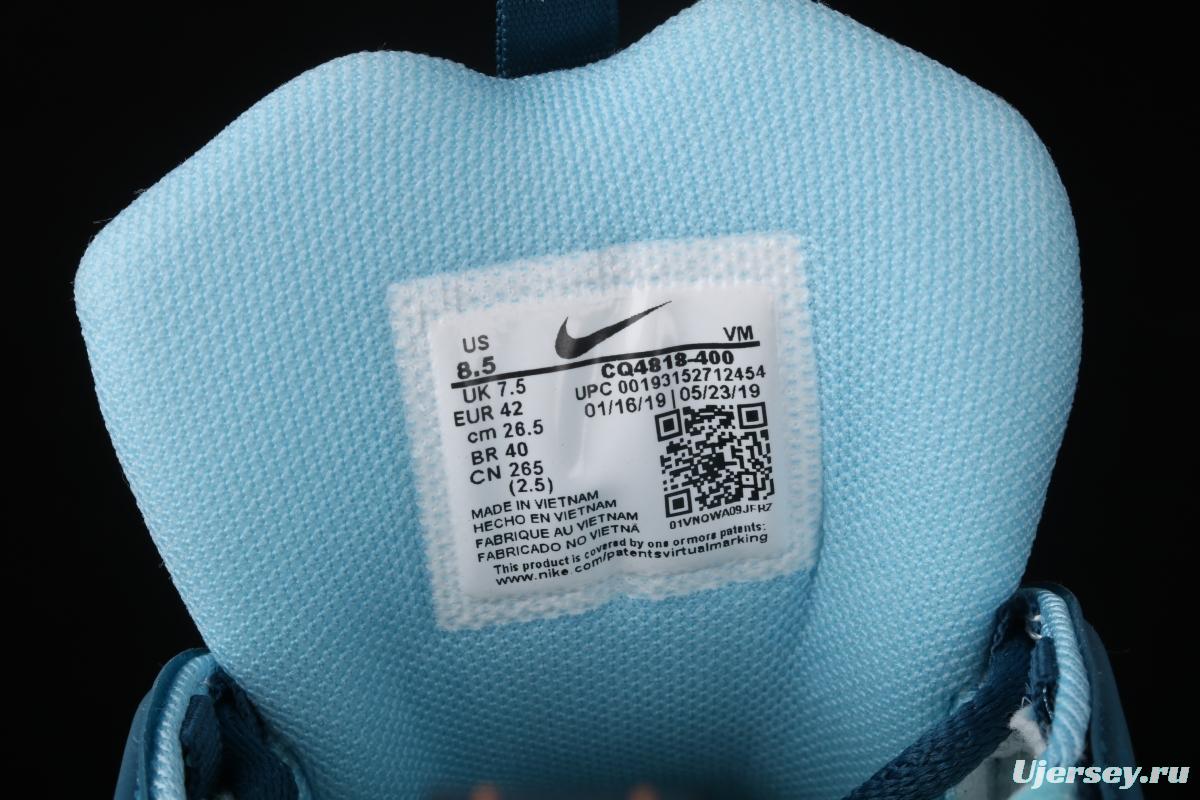 US
8.5
VM
CQ4818-400
UK 7.5
UPC 00193152712454
EUR 42
01/16/19 | 05/23/19
cm 26.5
BR 40
CN 265
(2.5)
MADE IN VIETNAM
HECHO EN VIETNAM
FABRIQUE AU VIETNAM
FABRICADO NO VIETNÃ
This product is covered by one or more patents:
www.nike.com/patentsvirtualmarking
Ujersey.ru